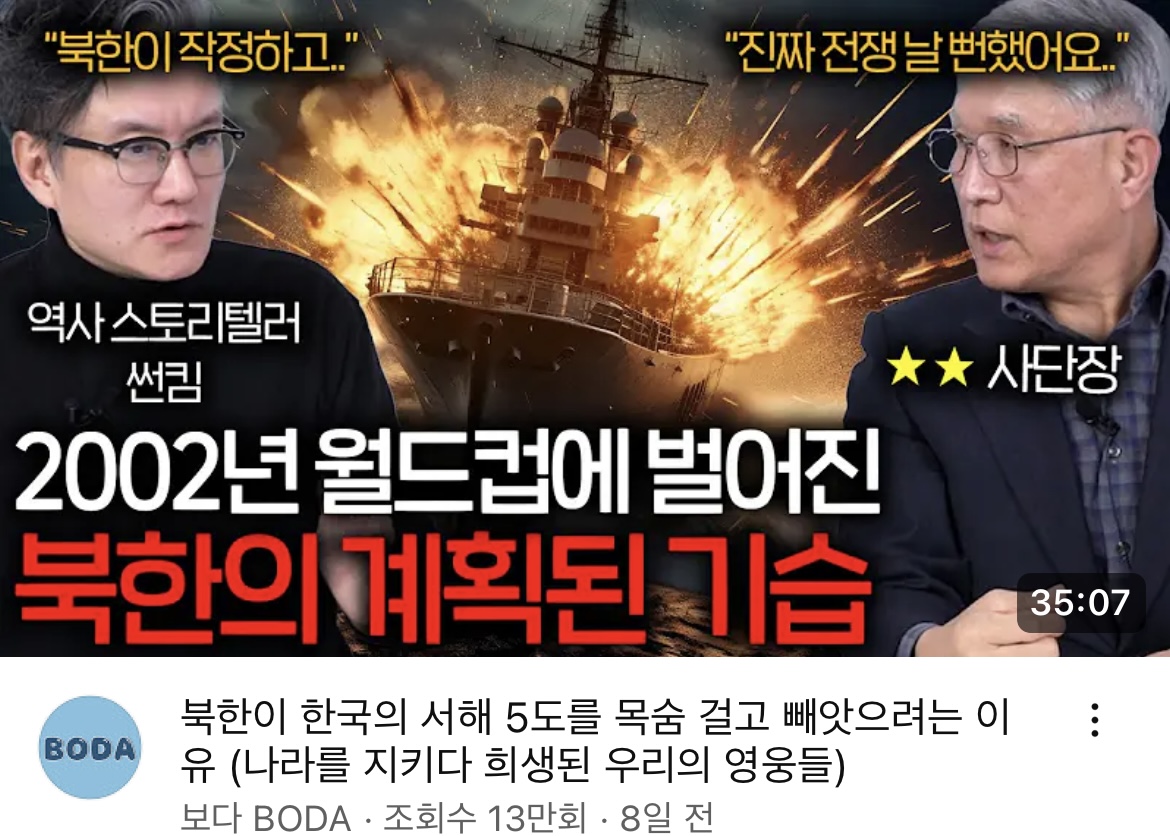 "북한이 작정하고.."
"진짜 전쟁 날 뻔했어요.."
역사 스토리텔러
썬킴
★★ 사단장
2002년 월드컵에 벌어진
북한의 계획된 기습
35:07
BODA
북한이 한국의 서해 5도를 목숨 걸고 빼앗으려는 이
유 (나라를 지키다 희생된 우리의 영웅들)
보다 BODA · 조회수 13만회 · 8일 전